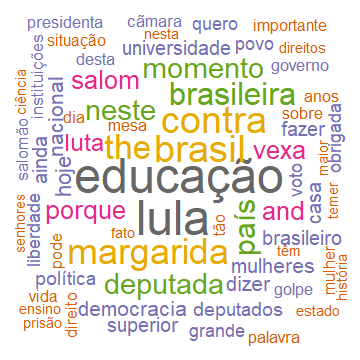 presidenta câmara quero importante
situação nesta universidade povo direitos
desta momento governo
ciência instituições salom brasileira anos
nacional neste contra sobre
dia mesa fazer obrigada
salomão ainda luta the brasil vexa maior
hoje educação voto temer
porque lula tão país and casa
senhores liberdade fato brasileiro
pode margarida mulheres têm mulher história
política deputada dizer golpe
vida direito democracia deputados estado
ensino superior grande
prisão palavra